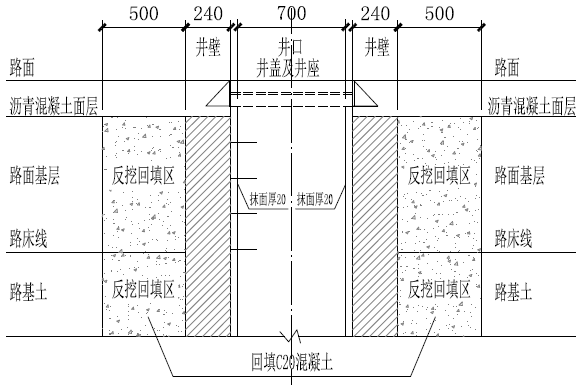 500 240 700 240 500
井壁 井口 井壁
路面 井盖及井座 路面
沥青混凝土面层 沥青混凝土面层
路面基层 反挖回填区 反挖回填区 路面基层
抹面厚20 抹面厚20
路床线 路床线
路基土 反挖回填区 反挖回填区 路基土
回填C20混凝土